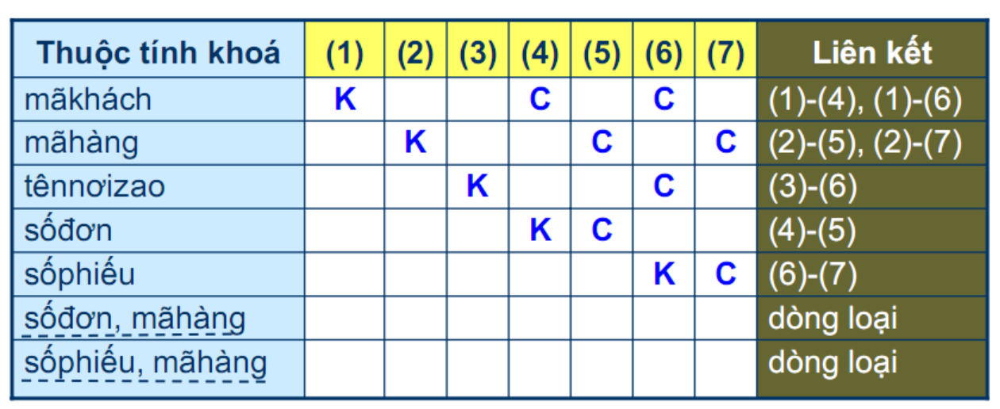 Thuộc tính khoá (1) (2) (3) (4) (5) (6) (7) Liên kết
mãkhách K C C (1)-(4), (1)-(6)
mãhàng K C C (2)-(5), (2)-(7)
tênnơizao K C (3)-(6)
sốđơn K C (4)-(5)
sốphiếu K C (6)-(7)
sốđơn, mãhàng dòng loại
sốphiếu, mãhàng dòng loại